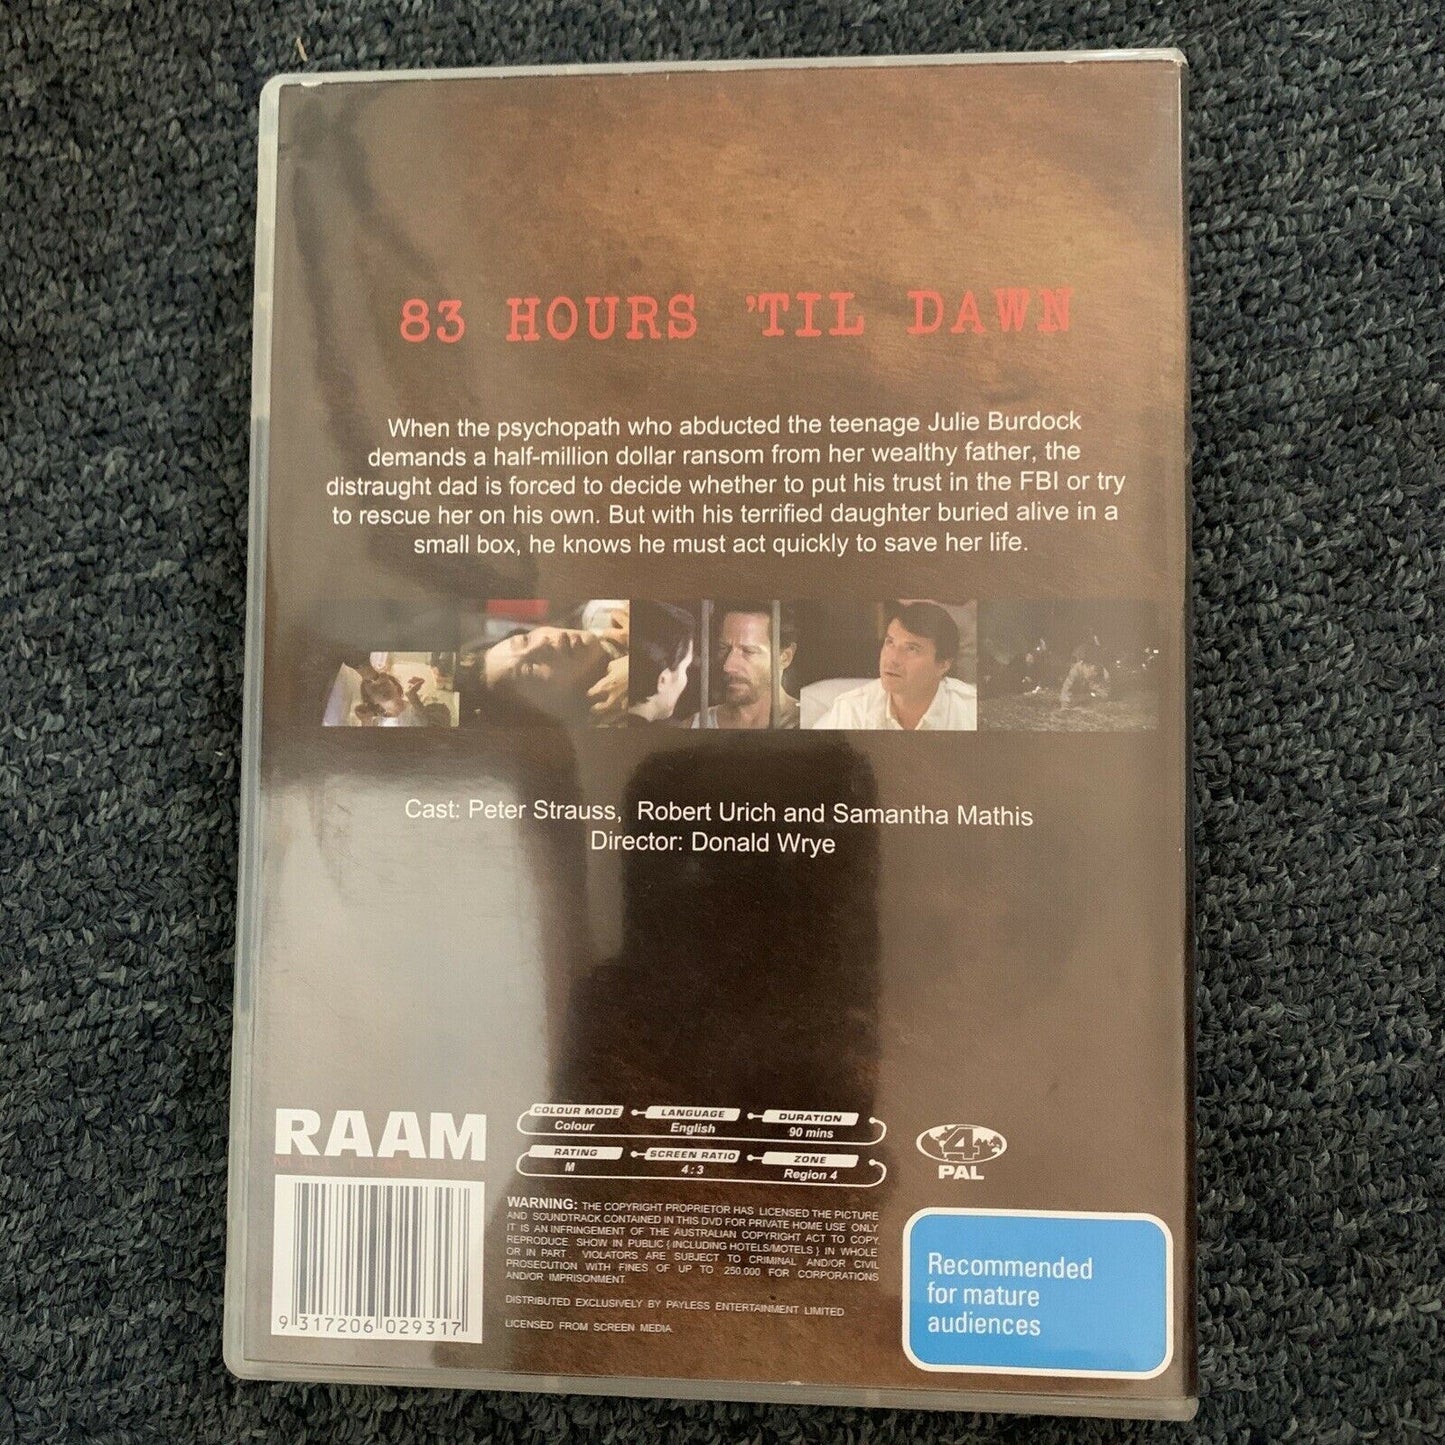 83 HOURS 'TIL DAWN
When the psychopath who abducted the teenage Julie Burdock
demands a half-million dollar ransom from her wealthy father, the
distraught dad is forced to decide whether to put his trust in the FBI or try
to rescue her on his own. But with his terrified daughter buried alive in a
small box, he knows he must act quickly to save her life.
Cast: Peter Strauss,  Robert Urich and Samantha Mathis
Director: Donald Wrye
RAAM
MULTIMEDIA
9 317206 029317
COLOUR MODE LANGUAGE DURATION
Colour English 90 mins
RATING SCREEN RATIO ZONE
M 4:3 Region 4
WARNING: THE COPYRIGHT PROPRIETOR HAS LICENSED THE PICTURE
AND SOUNDTRACK CONTAINED IN THIS DVD FOR PRIVATE HOME USE ONLY
IT IS AN INFRINGEMENT OF THE AUSTRALIAN COPYRIGHT ACT TO COPY,
REPRODUCE. SHOW IN PUBLIC ( INCLUDING HOTELS/MOTELS ) IN WHOLE
OR IN PART . VIOLATORS ARE SUBJECT TO CRIMINAL AND/OR CIVIL
PROSECUTION WITH FINES OF UP TO 250.000 FOR CORPORATIONS
AND/OR IMPRISONMENT.
DISTRIBUTED EXCLUSIVELY BY PAYLESS ENTERTAINMENT LIMITED
LICENSED FROM SCREEN MEDIA.
4
PAL
Recommended
for mature
audiences